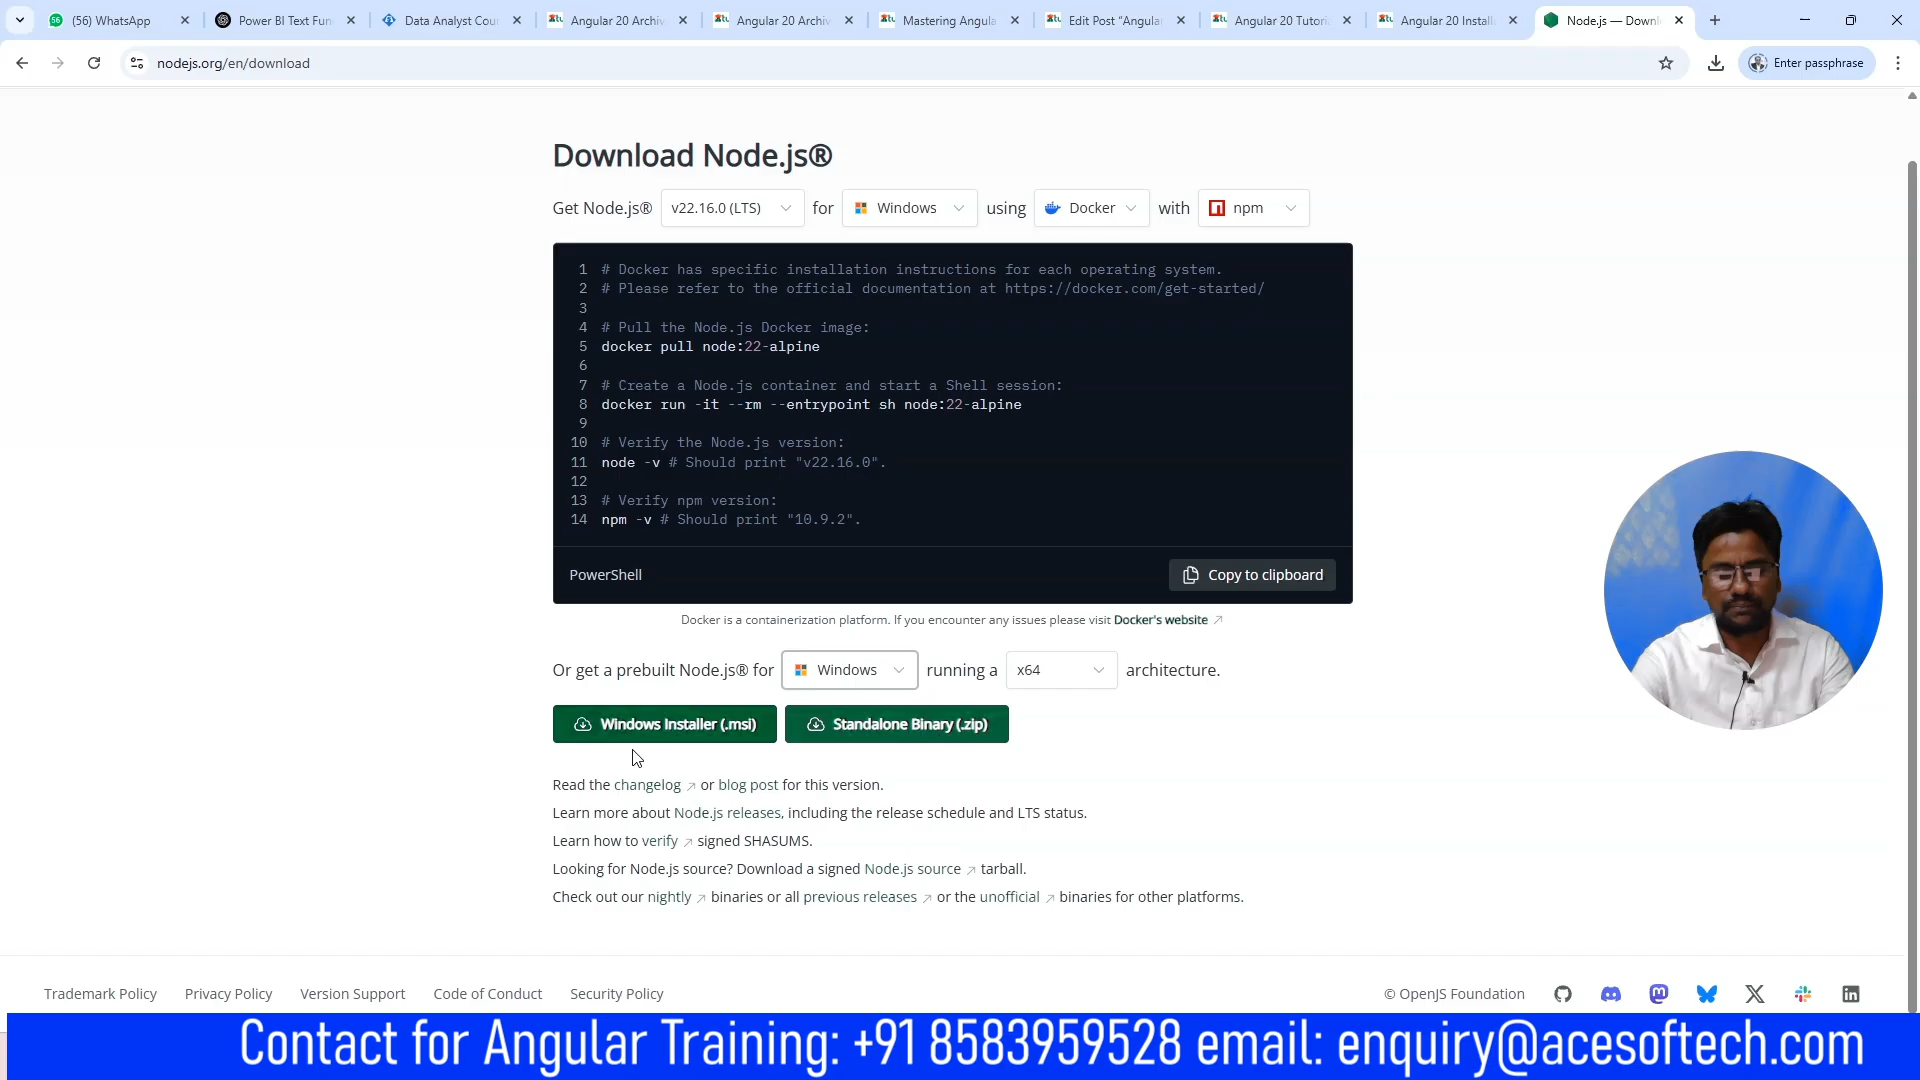 (56) WhatsApp
Power BI Text Fun
Data Analyst Cou
Angular 20 Archiv
Angular 20 Archiv
Mastering Angula
Edit Post "Angula
Angular 20 Tutori
Angular 20 Install
Node.js — Downl
nodejs.org/en/download
Enter passphrase
Download Node.js®
Get Node.js® v22.16.0 (LTS) for Windows using Docker with npm
1 # Docker has specific installation instructions for each operating system.
2 # Please refer to the official documentation at https://docker.com/get-started/
3
4 # Pull the Node.js Docker image:
5 docker pull node:22-alpine
6
7 # Create a Node.js container and start a Shell session:
8 docker run -it --rm --entrypoint sh node:22-alpine
9
10 # Verify the Node.js version:
11 node -v # Should print "v22.16.0".
12
13 # Verify npm version:
14 npm -v # Should print "10.9.2".
PowerShell
Copy to clipboard
Docker is a containerization platform. If you encounter any issues please visit Docker's website
Or get a prebuilt Node.js® for Windows running a x64 architecture.
Windows Installer (.msi)
Standalone Binary (.zip)
Read the changelog or blog post for this version.
Learn more about Node.js releases, including the release schedule and LTS status.
Learn how to verify signed SHASUMS.
Looking for Node.js source? Download a signed Node.js source tarball.
Check out our nightly binaries or all previous releases or the unofficial binaries for other platforms.
Trademark Policy
Privacy Policy
Version Support
Code of Conduct
Security Policy
© OpenJS Foundation
Contact for Angular Training: +91 8583959528 email: enquiry@acesoftech.com